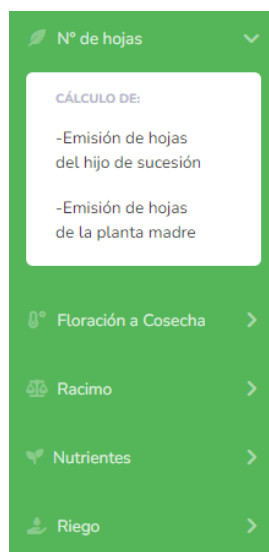 N° de hojas
CÁLCULO DE:
-Emisión de hojas
del hijo de sucesión
-Emisión de hojas
de la planta madre
Floración a Cosecha
Racimo
Nutrientes
Riego